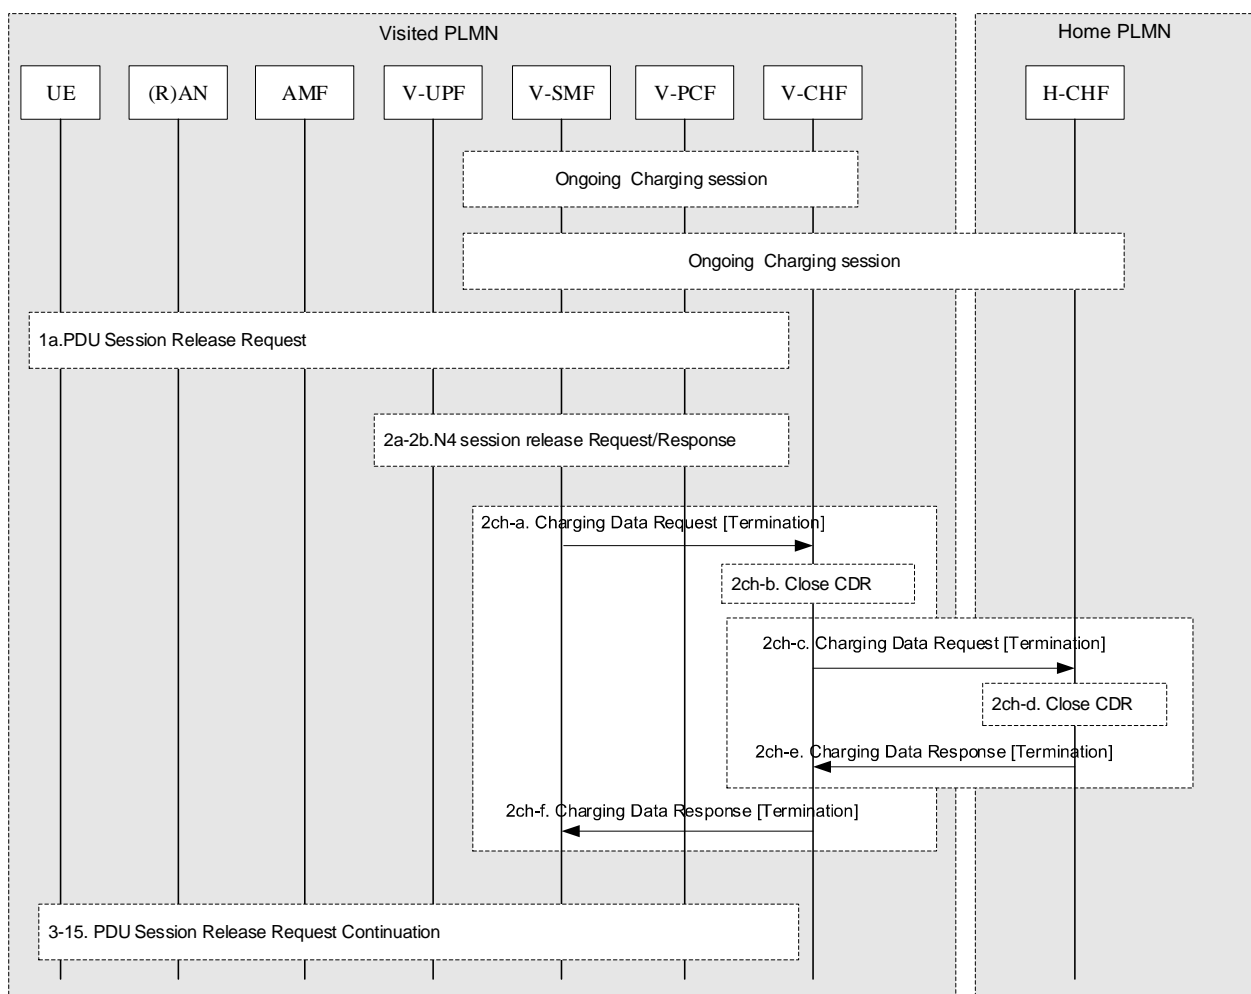 Visited PLMN
Home PLMN
UE
(R)AN
AMF
V-UPF
V-SMF
V-PCF
V-CHF
H-CHF
Ongoing Charging session
Ongoing Charging session
1a.PDU Session Release Request
2a-2b.N4 session release Request/Response
2ch-a. Charging Data Request [Termination]
2ch-b. Close CDR
2ch-c. Charging Data Request [Termination]
2ch-d. Close CDR
2ch-e. Charging Data Response [Termination]
2ch-f. Charging Data Response [Termination]
3-15. PDU Session Release Request Continuation